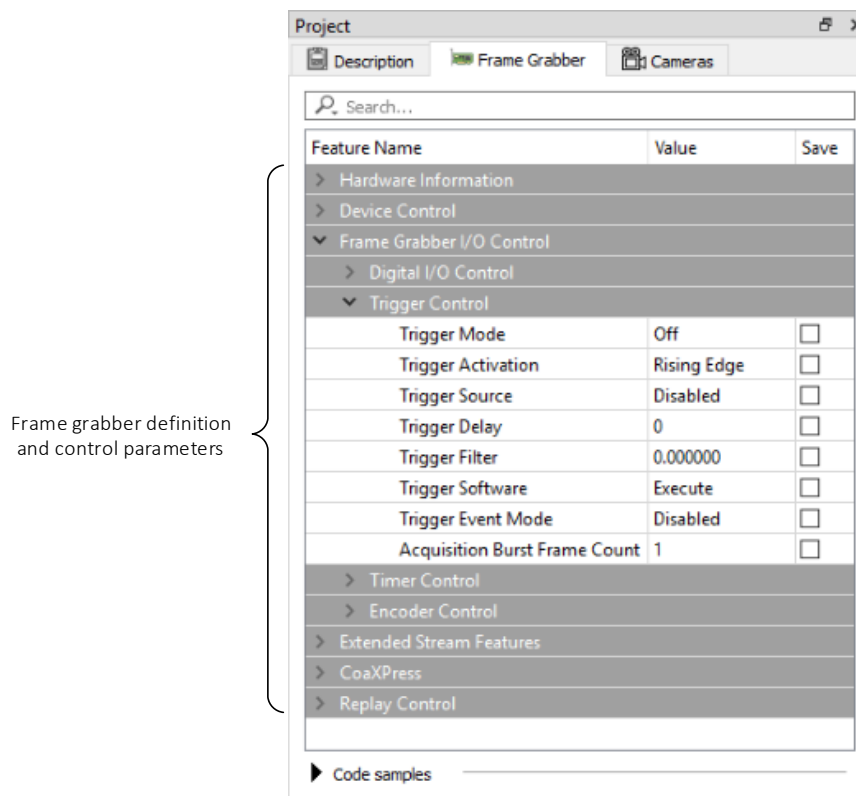 Project
Description
Frame Grabber
Cameras
Search...
Feature Name Value Save
Hardware Information
Device Control
Frame Grabber I/O Control
Digital I/O Control
Trigger Control
Trigger Mode Off
Trigger Activation Rising Edge
Trigger Source Disabled
Trigger Delay 0
Trigger Filter 0.000000
Trigger Software Execute
Trigger Event Mode Disabled
Acquisition Burst Frame Count 1
Timer Control
Encoder Control
Extended Stream Features
CoaXPress
Replay Control
Code samples
Frame grabber definition
and control parameters